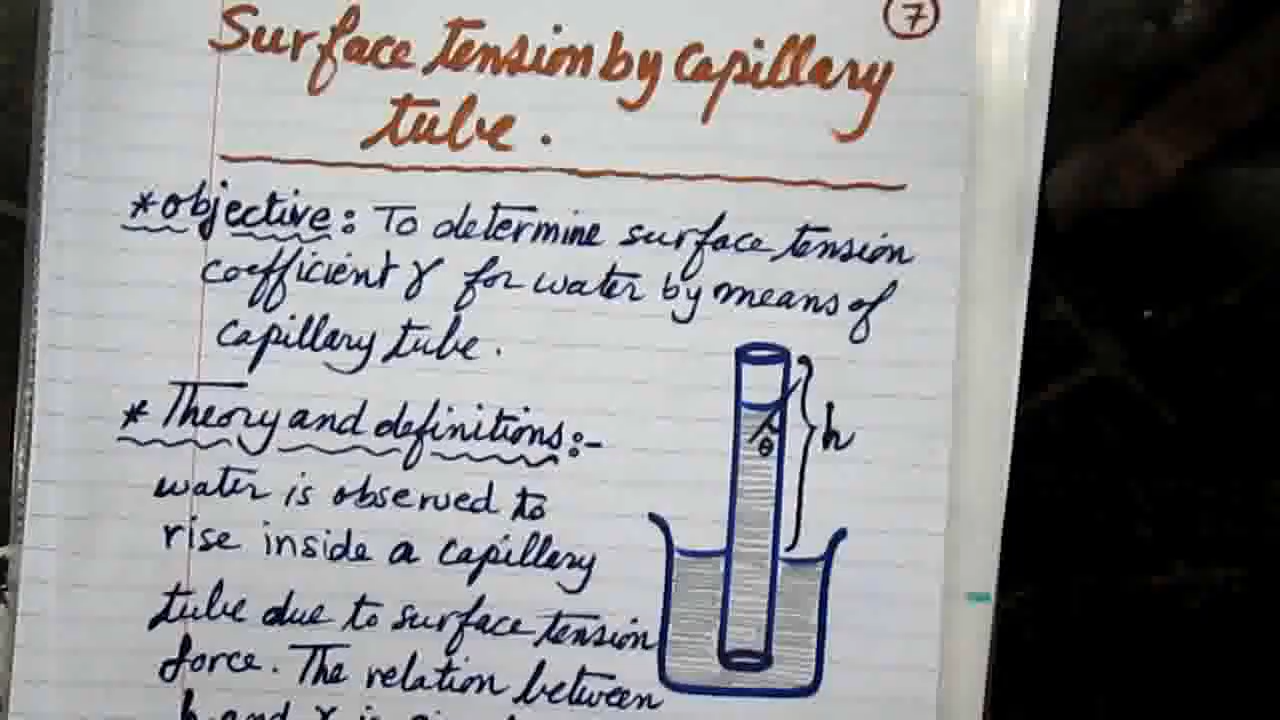 7
Surface tension by capillary
tube.
*objective: To determine surface tension
coefficient γ for water by means of
capillary tube.
* Theory and definitions:-
h
θ
water is observed to
rise inside a capillary
tube due to surface tension
force. The relation between
h and γ is